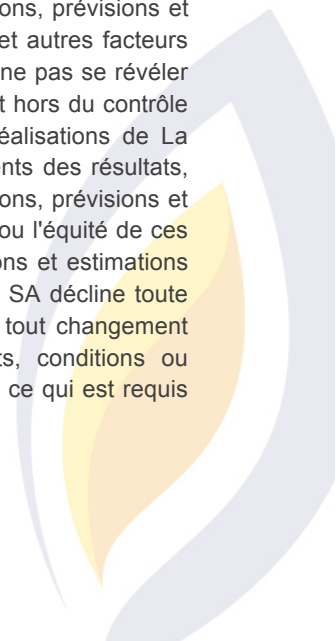 ons, prévisions et
et autres facteurs
ne pas se révéler
t hors du contrôle
éalisations de La
ents des résultats,
ons, prévisions et
ou l'équité de ces
ns et estimations
SA décline toute
tout changement
ts, conditions ou
ce qui est requis